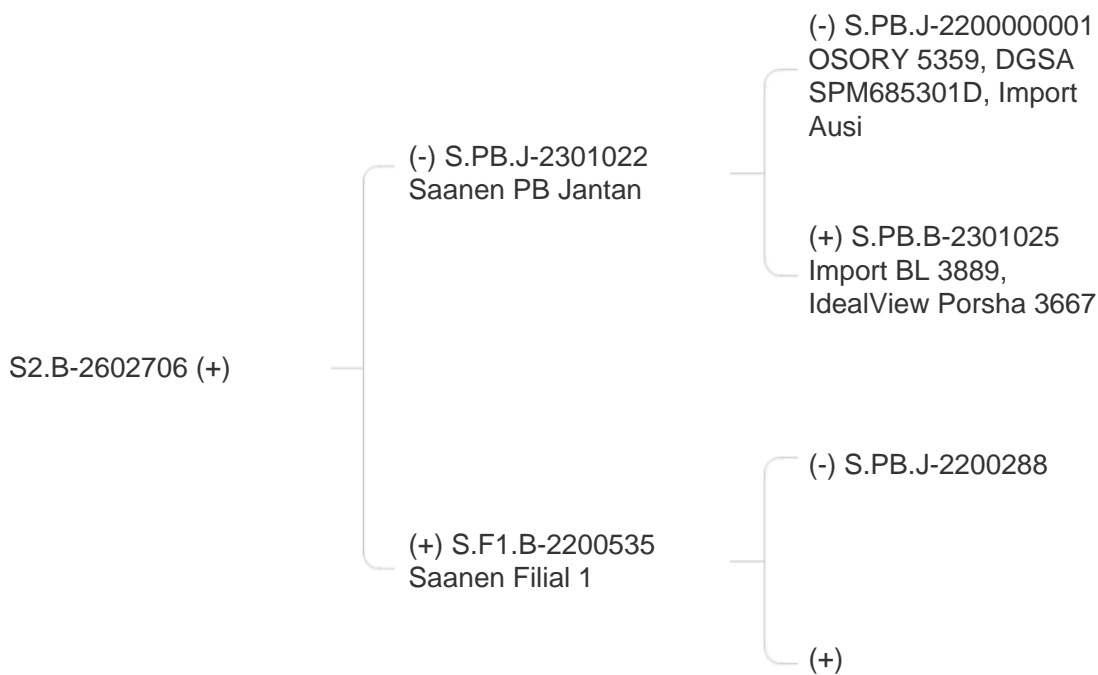 (-) S.PB.J-2200000001
OSORY 5359, DGSA
SPM685301D, Import
Ausi
(-) S.PB.J-2301022
Saanen PB Jantan
(+) S.PB.B-2301025
Import BL 3889,
IdealView Porsha 3667
S2.B-2602706 (+)
(-) S.PB.J-2200288
(+) S.F1.B-2200535
Saanen Filial 1
(+)